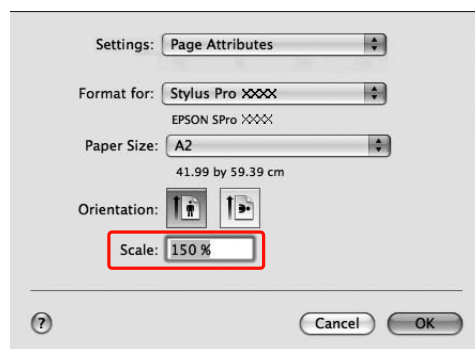 Settings: Page Attributes
Format for: Stylus Pro XXXX
EPSON SPro XXXX
Paper Size: A2
41.99 by 59.39 cm
Orientation:
Scale: 150 %
? Cancel OK